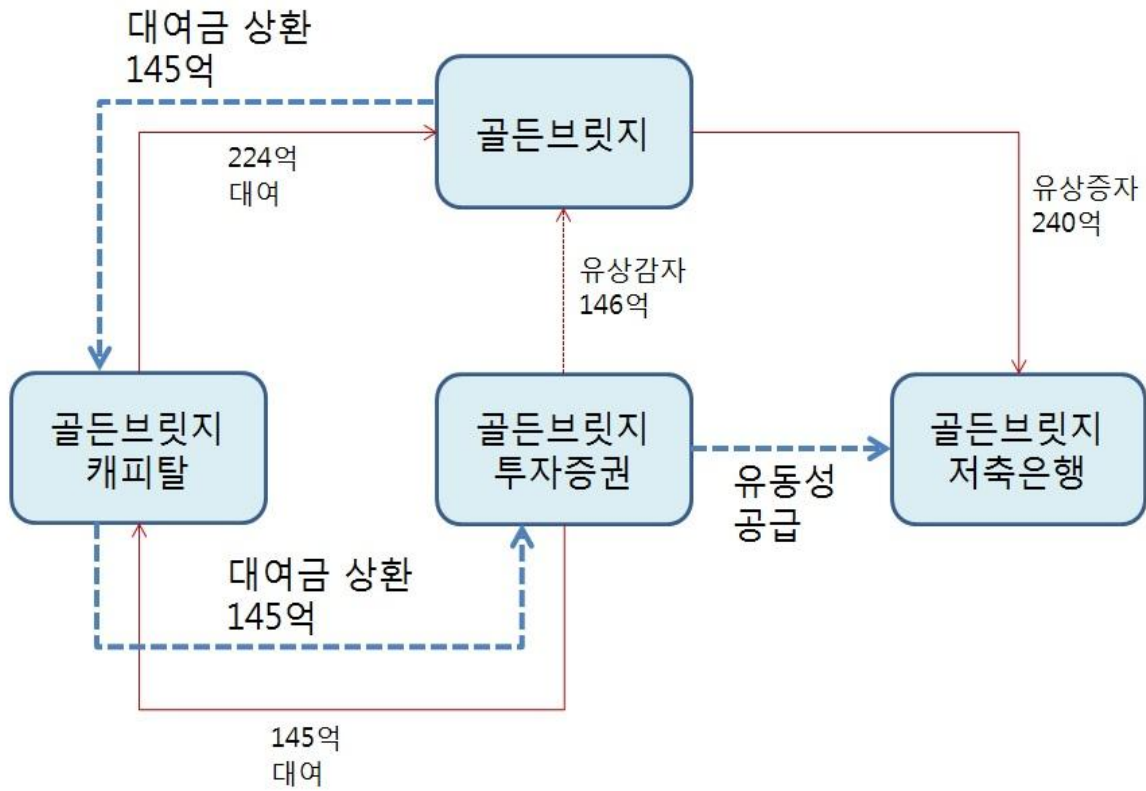 대여금 상환
145억
골든브릿지
224억
대여
유상증자
240억
유상감자
146억
골든브릿지
캐피탈
골든브릿지
투자증권
골든브릿지
저축은행
유동성
공급
대여금 상환
145억
145억
대여